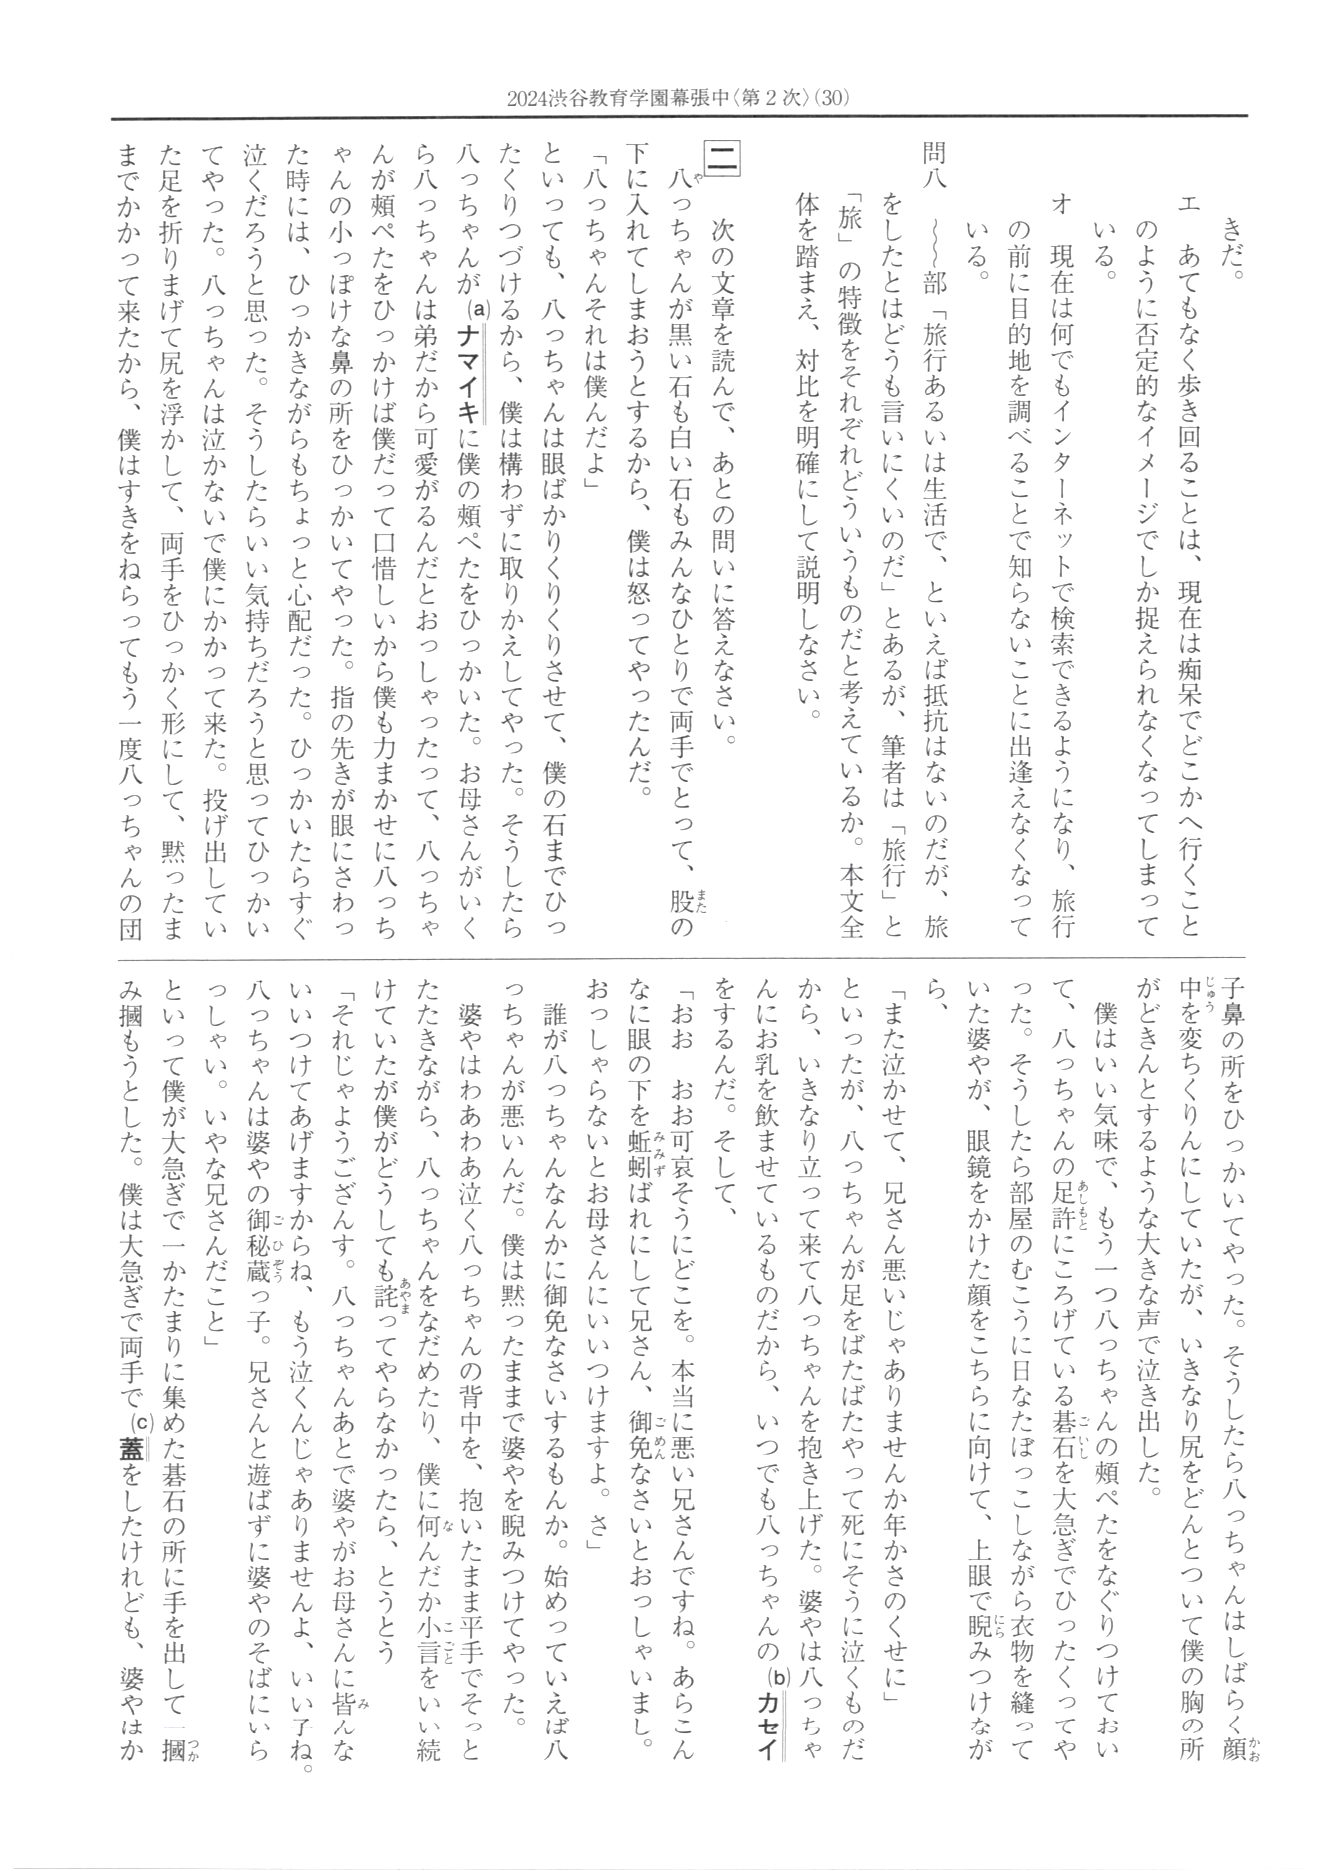 2024渋谷教育学園幕張中〈第2次〉(30)
きだ。
エ　あてもなく歩き回ることは、現在は痴呆でどこかへ行くこと
のように否定的なイメージでしか捉えられなくなってしまって
いる。
オ　現在は何でもインターネットで検索できるようになり、旅行
の前に目的地を調べることで知らないことに出逢えなくなって
いる。
問八　〜〜〜部「旅行あるいは生活で、といえば抵抗はないのだが、旅
をしたとはどうも言いにくいのだ」とあるが、筆者は「旅行」と
「旅」の特徴をそれぞれどういうものだと考えているか。本文全
体を踏まえ、対比を明確にして説明しなさい。
二　次の文章を読んで、あとの問いに答えなさい。
八っちゃんが黒い石も白い石もみんなひとりで両手でとって、股の
下に入れてしまおうとするから、僕は怒ってやったんだ。
「八っちゃんそれは僕んだよ」
といっても、八っちゃんは眼ばかりくりくりさせて、僕の石までひっ
たくりつづけるから、僕は構わずに取りかえしてやった。そうしたら
八っちゃんが(a)ナマイキに僕の頰ぺたをひっかいた。お母さんがいく
ら八っちゃんは弟だから可愛がるんだとおっしゃったって、八っちゃ
んが頰ぺたをひっかけば僕だって口惜しいから僕も力まかせに八っち
ゃんの小っぽけな鼻の所をひっかいてやった。指の先きが眼にさわっ
た時には、ひっかきながらもちょっと心配だった。ひっかいたらすぐ
泣くだろうと思った。そうしたらいい気持ちだろうと思ってひっかい
てやった。八っちゃんは泣かないで僕にかかって来た。投げ出してい
た足を折りまげて尻を浮かして、両手をひっかく形にして、黙ったま
までかかって来たから、僕はすきをねらってもう一度八っちゃんの団
子鼻の所をひっかいてやった。そうしたら八っちゃんはしばらく顔
中を変ちくりんにしていたが、いきなり尻をどんとついて僕の胸の所
がどきんとするような大きな声で泣き出した。
僕はいい気味で、もう一つ八っちゃんの頰ぺたをなぐりつけておい
て、八っちゃんの足許にころげている碁石を大急ぎでひったくってや
った。そうしたら部屋のむこうに日なたぼっこしながら衣物を縫って
いた婆やが、眼鏡をかけた顔をこちらに向けて、上眼で睨みつけなが
ら、
「また泣かせて、兄さん悪いじゃありませんか年かさのくせに」
といったが、八っちゃんが足をばたばたやって死にそうに泣くものだ
から、いきなり立って来て八っちゃんを抱き上げた。婆やは八っちゃ
んにお乳を飲ませているものだから、いつでも八っちゃんの(b)カセイ
をするんだ。そして、
「おお　おお可哀そうにどこを。本当に悪い兄さんですね。あらこん
なに眼の下を蚯蚓ばれにして兄さん、御免なさいとおっしゃいまし。
おっしゃらないとお母さんにいいつけますよ。さ」
誰が八っちゃんなんかに御免なさいするもんか。始めっていえば八
っちゃんが悪いんだ。僕は黙ったままで婆やを睨みつけてやった。
婆やはわあわあ泣く八っちゃんの背中を、抱いたまま平手でそっと
たたきながら、八っちゃんをなだめたり、僕に何んだか小言をいい続
けていたが僕がどうしても詫ってやらなかったら、とうとう
「それじゃようござんす。八っちゃんあとで婆やがお母さんに皆んな
いいつけてあげますからね、もう泣くんじゃありませんよ、いい子ね。
八っちゃんは婆やの御秘蔵っ子。兄さんと遊ばずに婆やのそばにいら
っしゃい。いやな兄さんだこと」
といって僕が大急ぎで一かたまりに集めた碁石の所に手を出して一摑
み摑もうとした。僕は大急ぎで両手で(c)蓋をしたけれども、婆やはか